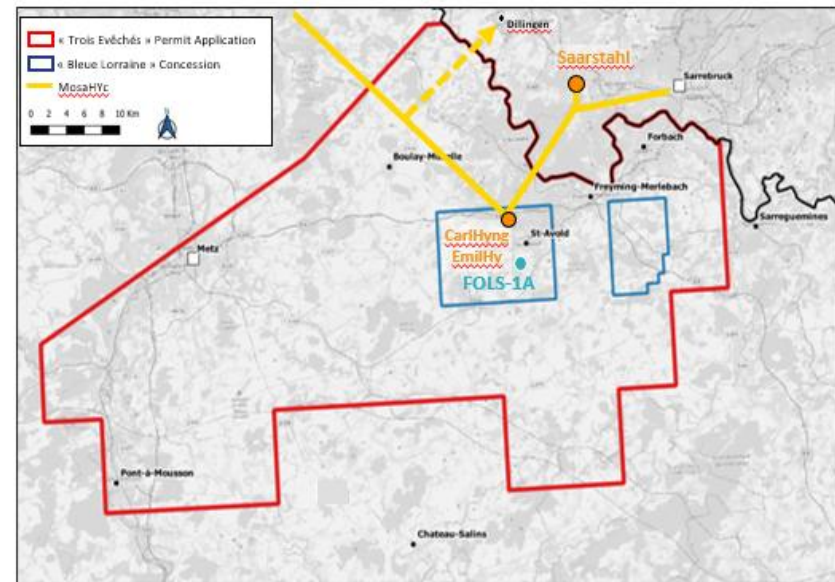 « Trois Evêchés » Permit Application
« Bleue Lorraine » Concession
MosaHYc
0 2 4 6 8 10 Km
Dillingen
Saarstahl
Sarrebruck
Forbach
Boulay-Moselle
Freyming-Merlebach
Sarreguemines
CarlHyng
St-Avold
EmilHy
Metz
FOLS-1A
Pont-à-Mousson
Chateau-Salins